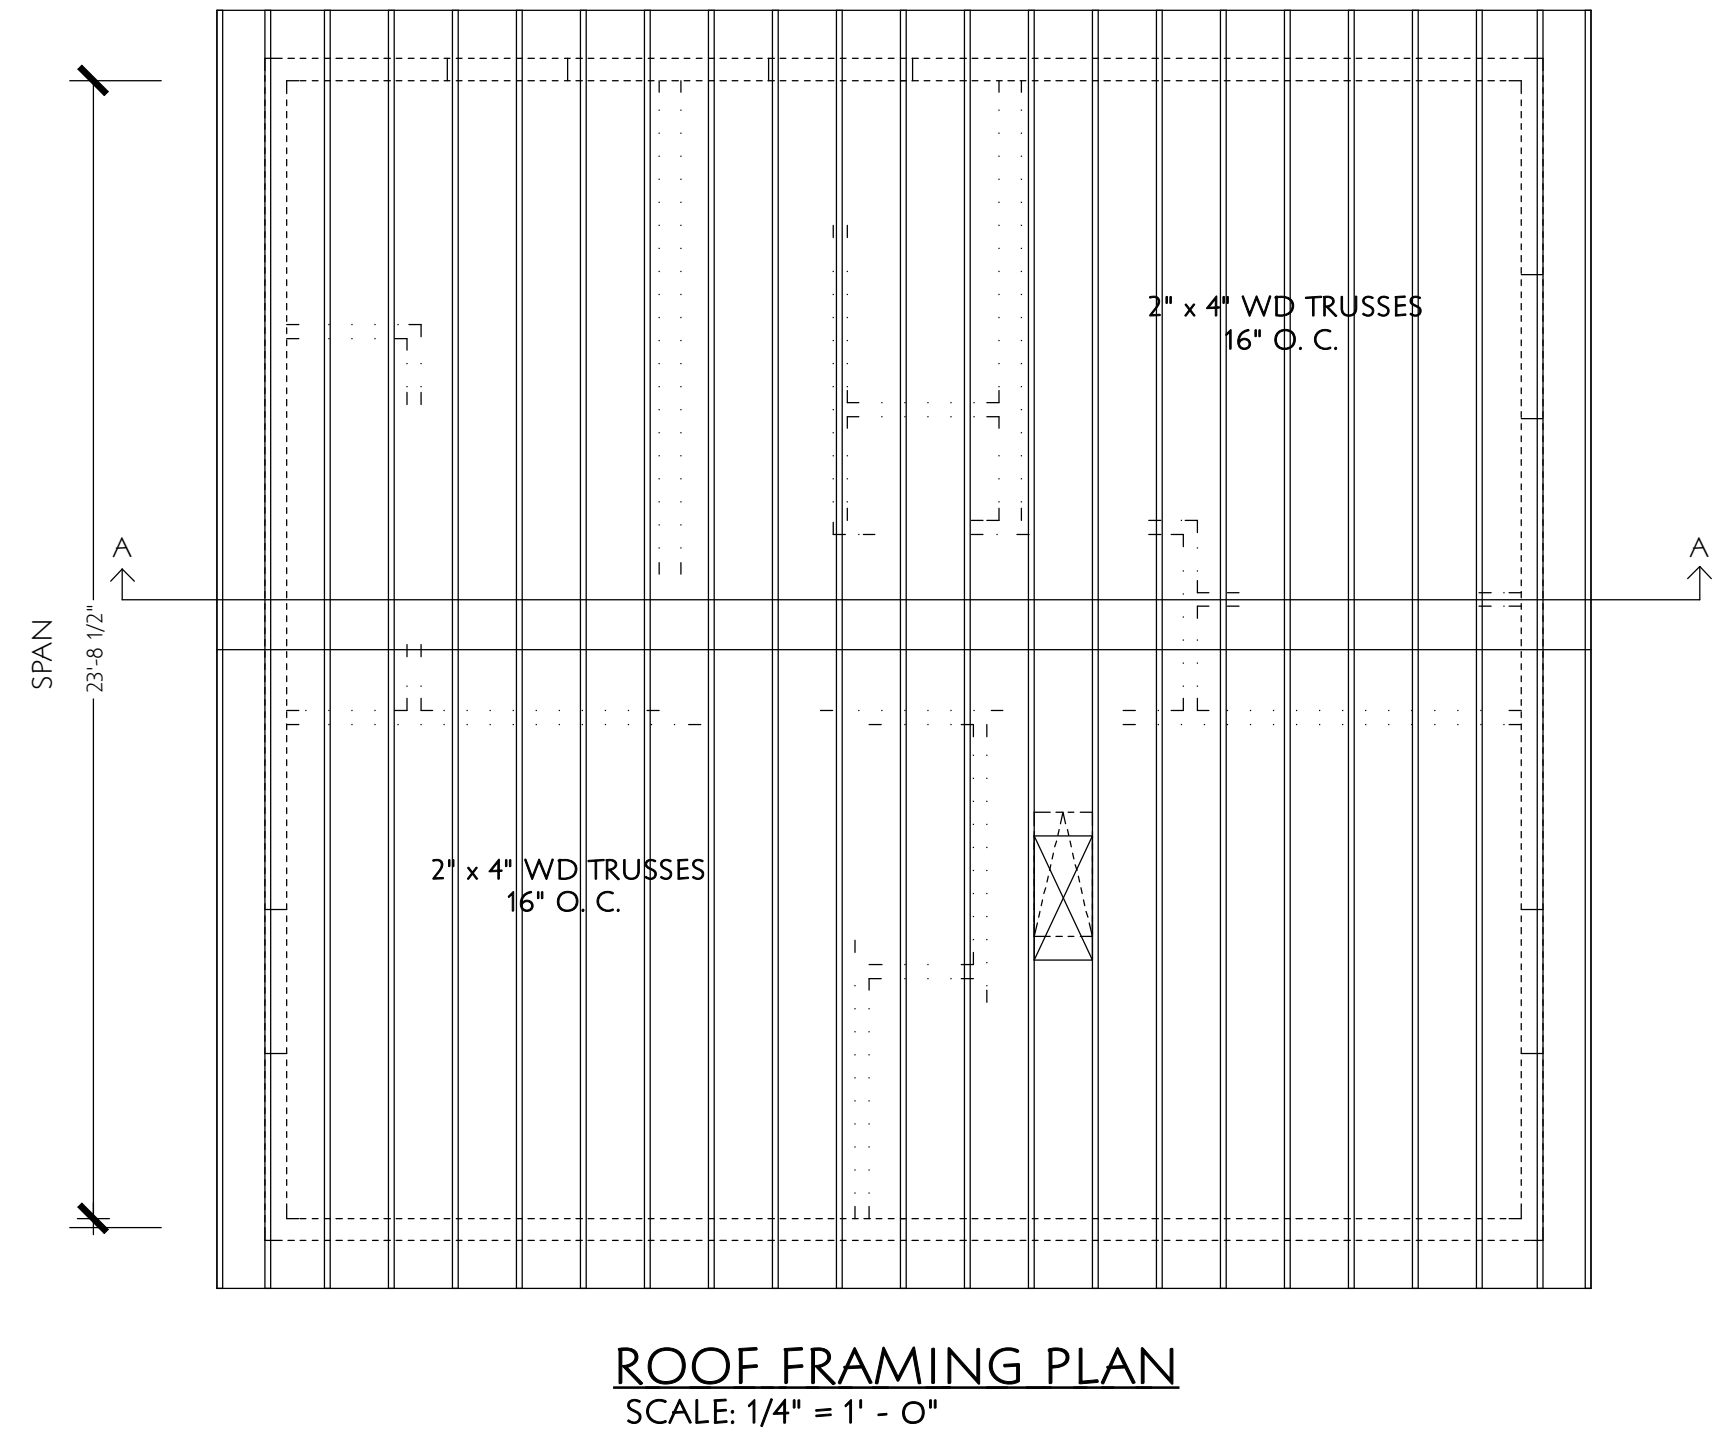 2" x 4" WD TRUSSES
16" O. C.
A
A
SPAN
23'-8 1/2"
2" x 4" WD TRUSSES
16" O. C.
ROOF FRAMING PLAN
SCALE: 1/4" = 1' - 0"